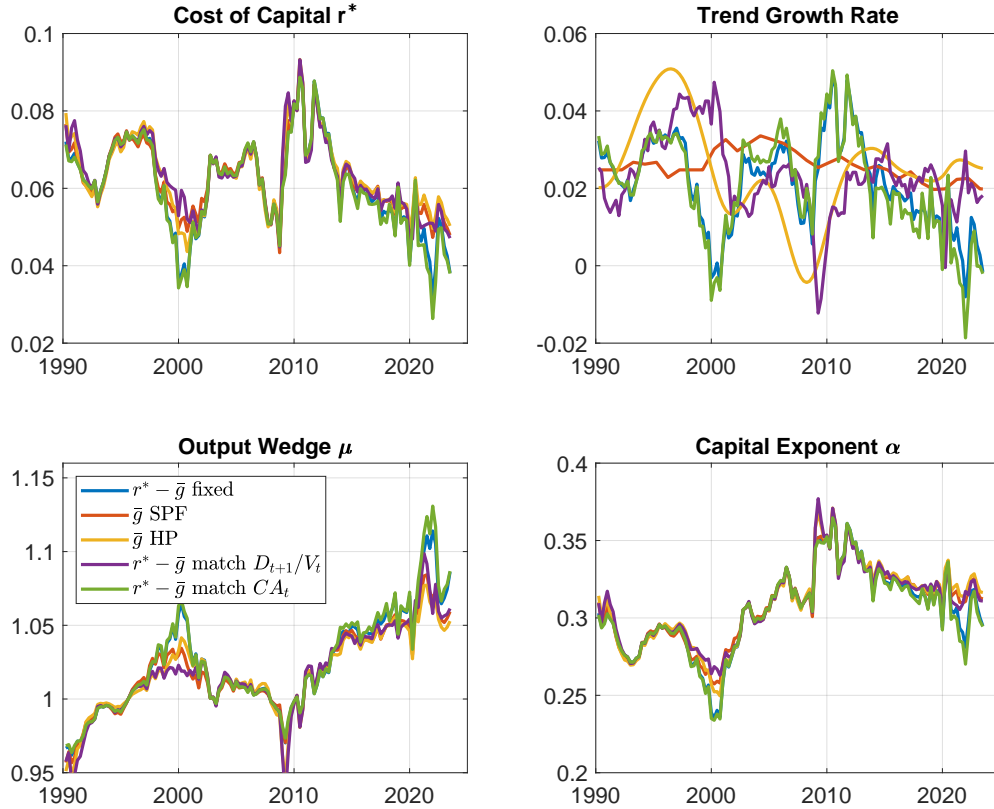 Cost of Capital r*
0.1
0.08
0.06
0.04
0.02
1990 2000 2010 2020
Trend Growth Rate
0.06
0.04
0.02
0
-0.02
1990 2000 2010 2020
Output Wedge μ
1.15
1.1
1.05
1
0.95
1990 2000 2010 2020
r* − ḡ fixed
ḡ SPF
ḡ HP
r* − ḡ match D_{t+1}/V_t
r* − ḡ match CA_t
Capital Exponent α
0.4
0.35
0.3
0.25
0.2
1990 2000 2010 2020